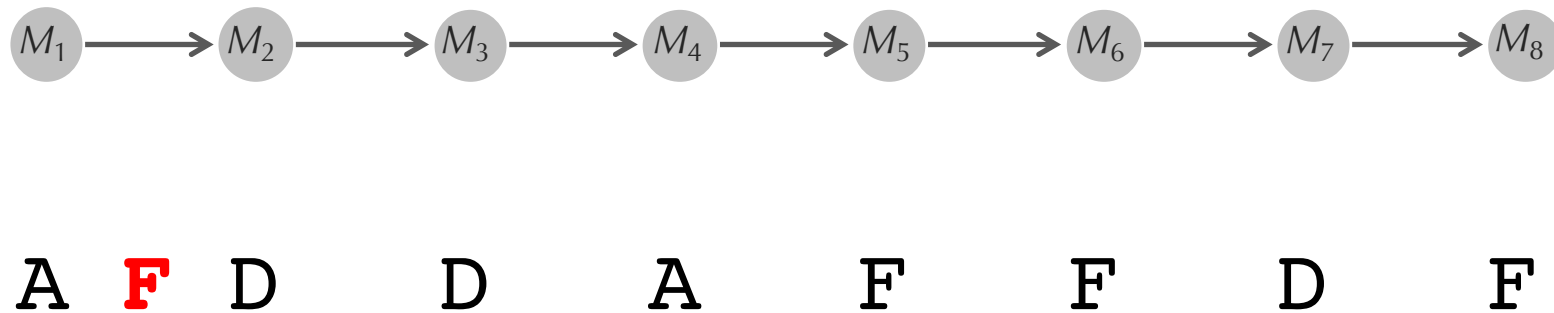 M₁ M₂ M₃ M₄ M₅ M₆ M₇ M₈
A F D D A F F D F